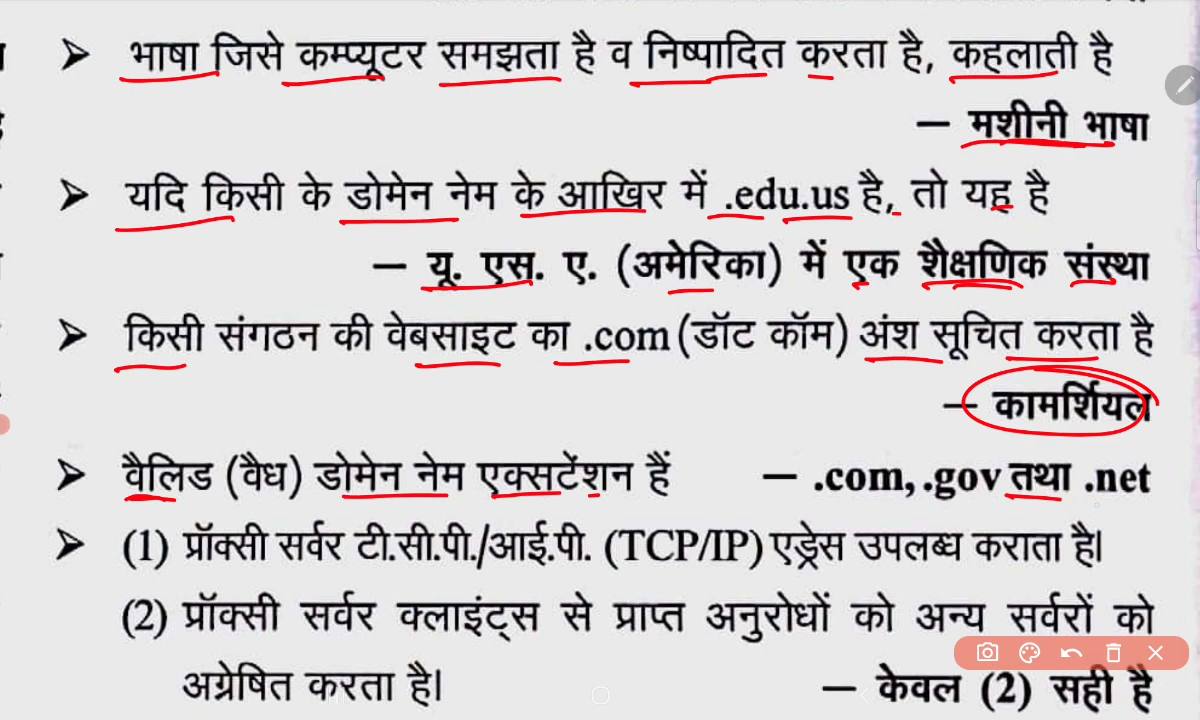 ➤ भाषा जिसे कम्प्यूटर समझता है व निष्पादित करता है, कहलाती है
— मशीनी भाषा
➤ यदि किसी के डोमेन नेम के आखिर में .edu.us है, तो यह है
— यू. एस. ए. (अमेरिका) में एक शैक्षणिक संस्था
➤ किसी संगठन की वेबसाइट का .com (डॉट कॉम) अंश सूचित करता है
— कामर्शियल
➤ वैलिड (वैध) डोमेन नेम एक्सटेंशन हैं — .com, .gov तथा .net
➤ (1) प्रॉक्सी सर्वर टी.सी.पी./आई.पी. (TCP/IP) एड्रेस उपलब्ध कराता है।
(2) प्रॉक्सी सर्वर क्लाइंट्स से प्राप्त अनुरोधों को अन्य सर्वरों को
अग्रेषित करता है। — केवल (2) सही है